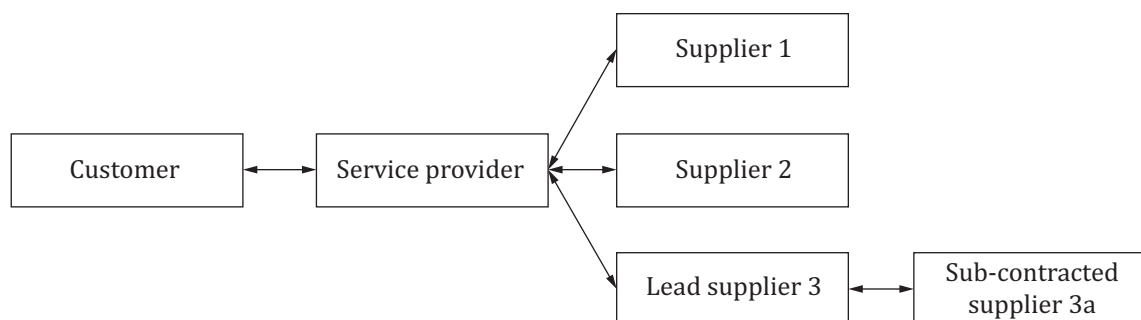 Supplier 1
Customer
Service provider
Supplier 2
Lead supplier 3
Sub-contracted
supplier 3a